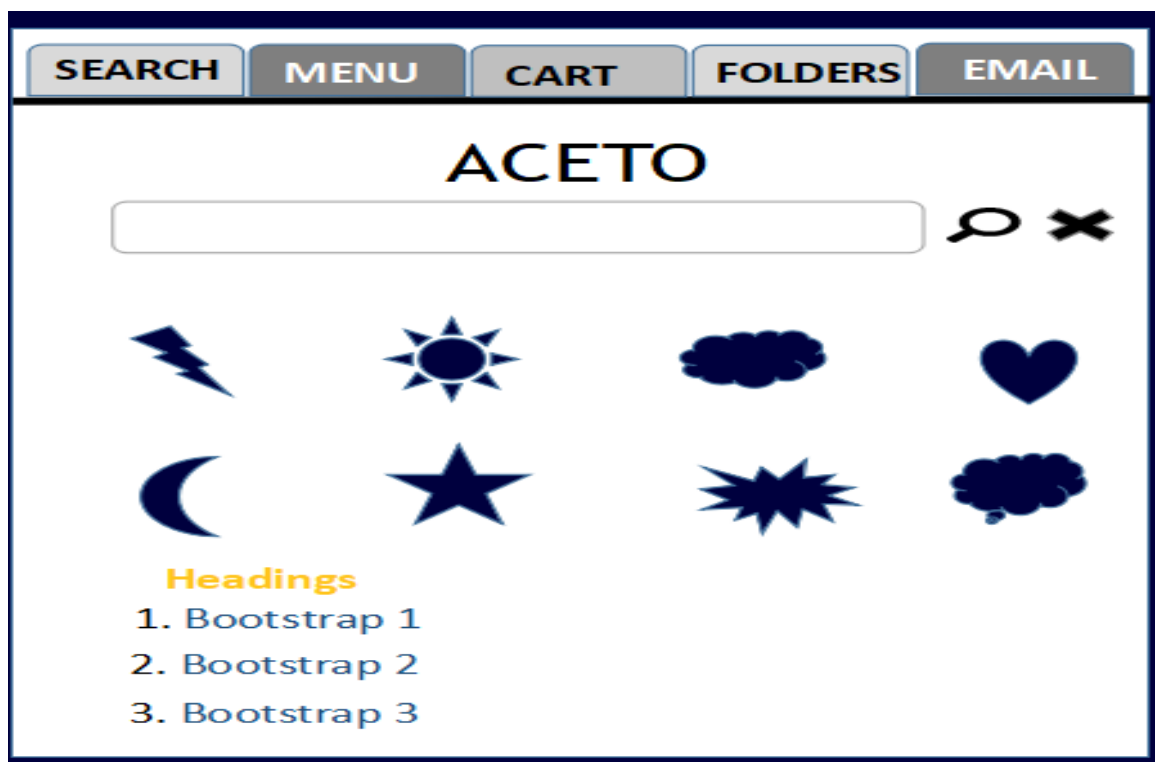 SEARCH MENU CART FOLDERS EMAIL
ACETO
Headings
1. Bootstrap 1
2. Bootstrap 2
3. Bootstrap 3